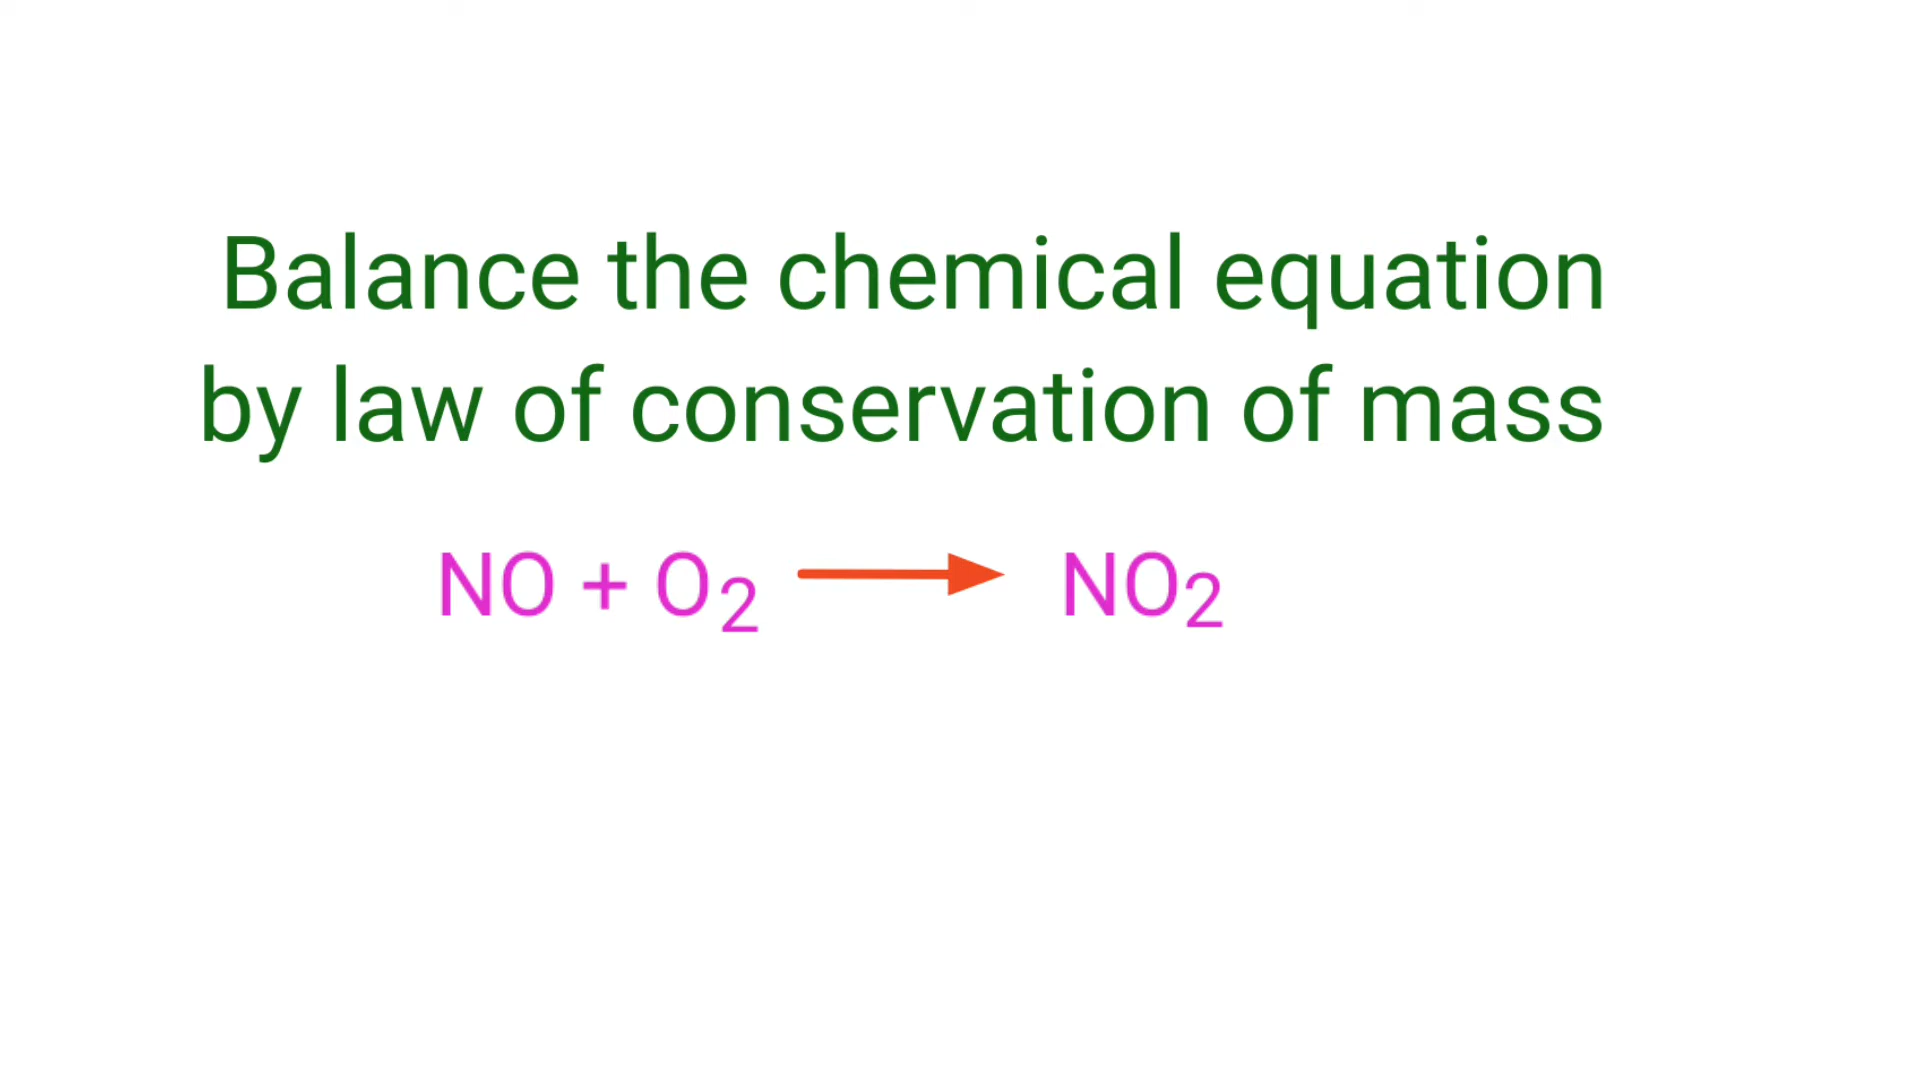 Balance the chemical equation
by law of conservation of mass
NO + O₂ ⟶ NO₂